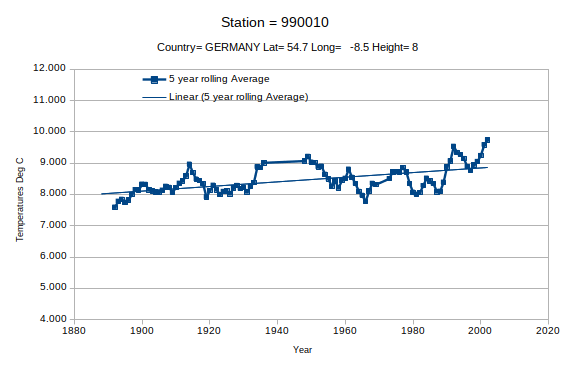 Station = 990010
Country= GERMANY Lat= 54.7 Long= -8.5 Height= 8
12.000
11.000
10.000
9.000
8.000
7.000
6.000
5.000
4.000
Temperatures Deg C
5 year rolling Average
Linear (5 year rolling Average)
1880 1900 1920 1940 1960 1980 2000 2020
Year